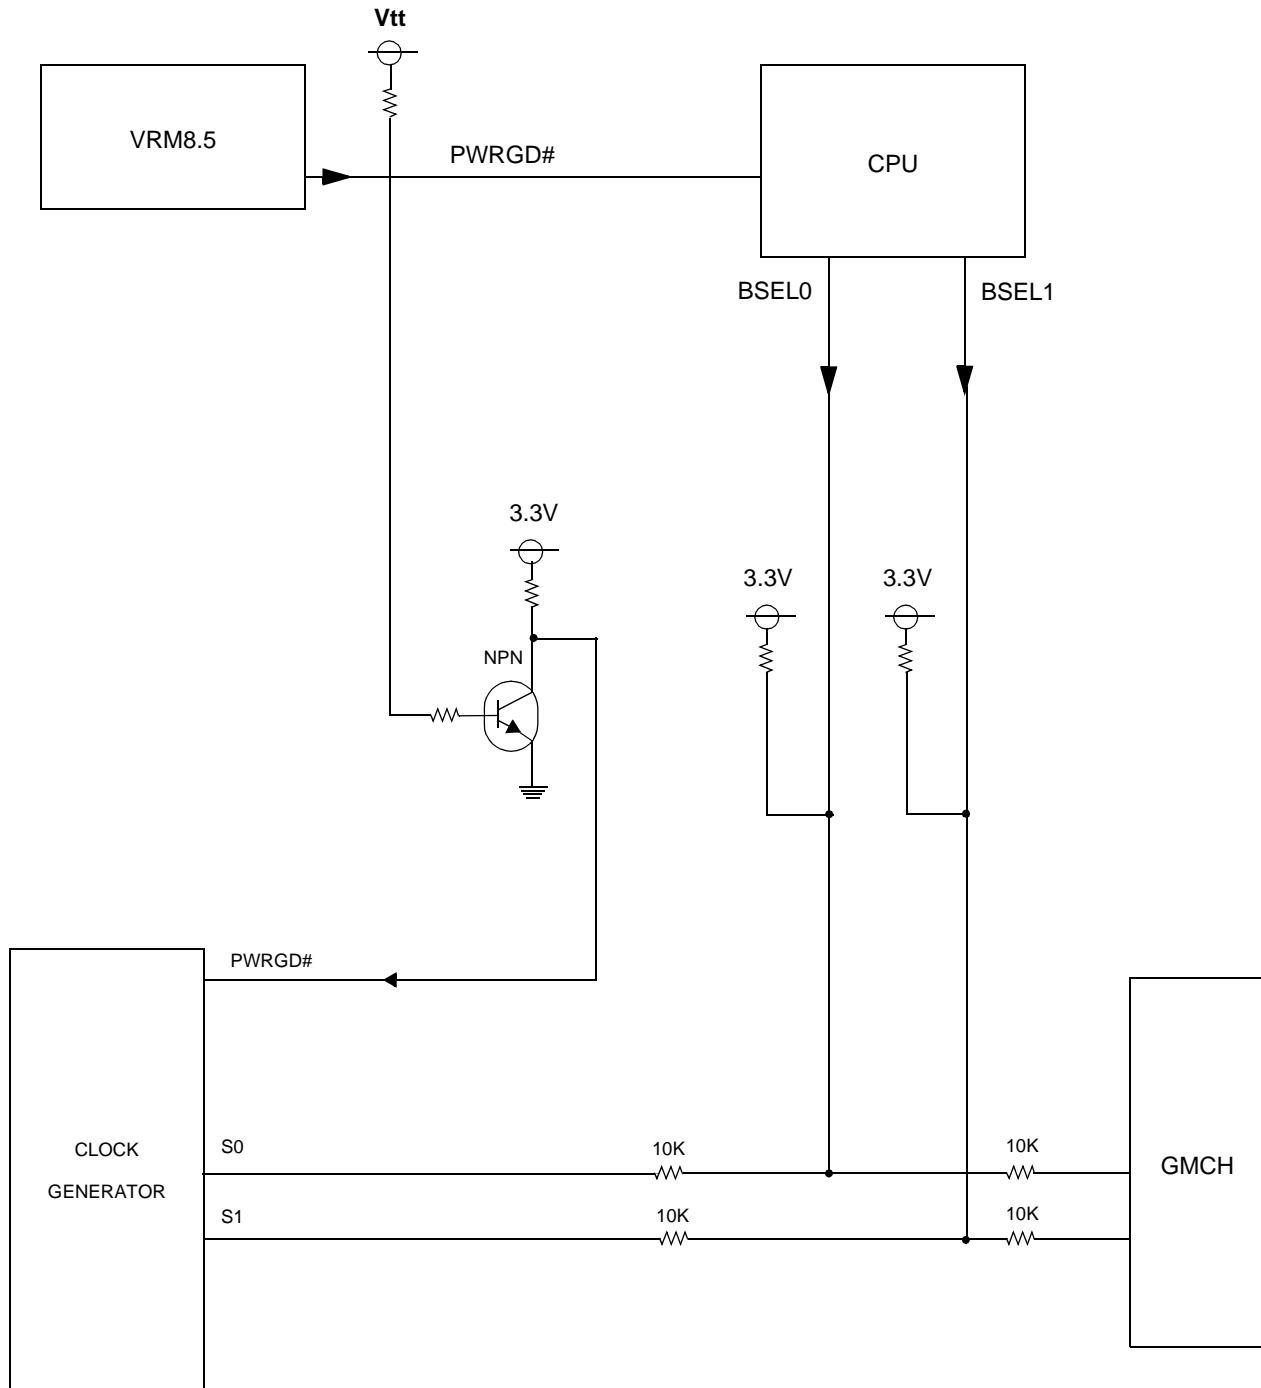 Vtt
VRM8.5
PWRGD#
CPU
BSEL0
BSEL1
3.3V
3.3V
3.3V
NPN
PWRGD#
CLOCK
GENERATOR
S0
10K
10K
GMCH
S1
10K
10K